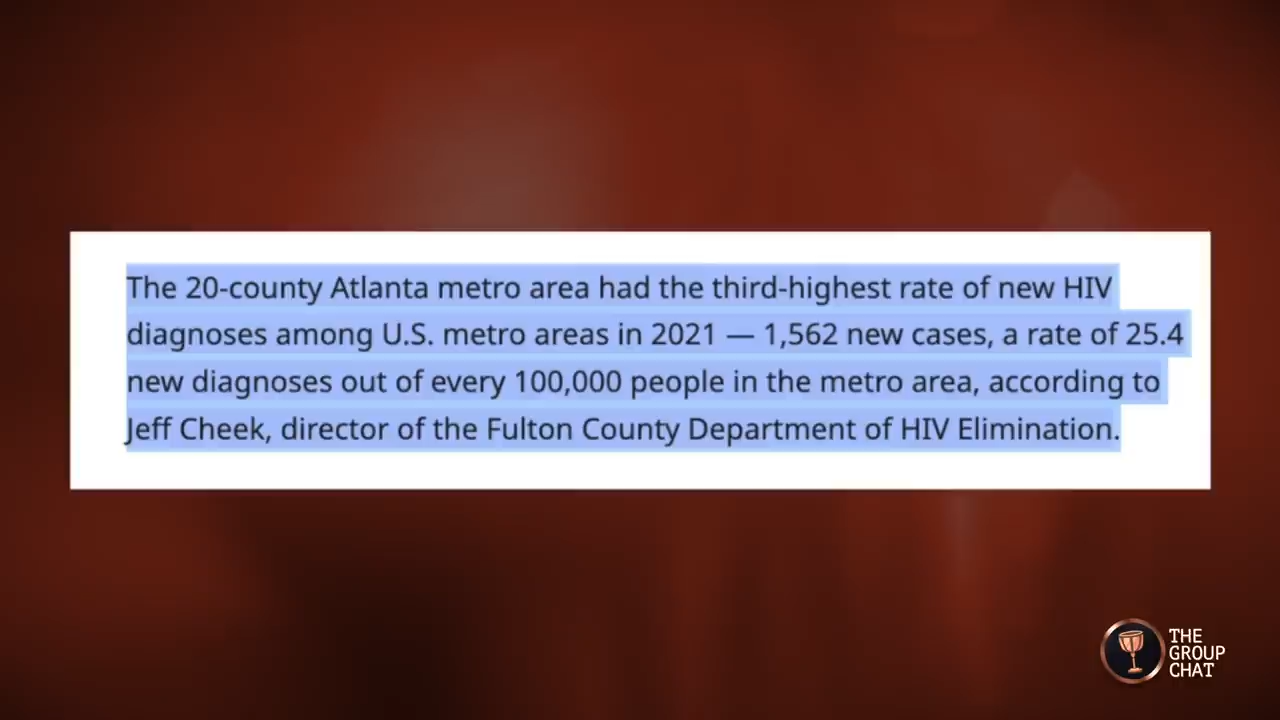 The 20-county Atlanta metro area had the third-highest rate of new HIV
diagnoses among U.S. metro areas in 2021 — 1,562 new cases, a rate of 25.4
new diagnoses out of every 100,000 people in the metro area, according to
Jeff Cheek, director of the Fulton County Department of HIV Elimination.
THE
GROUP
CHAT